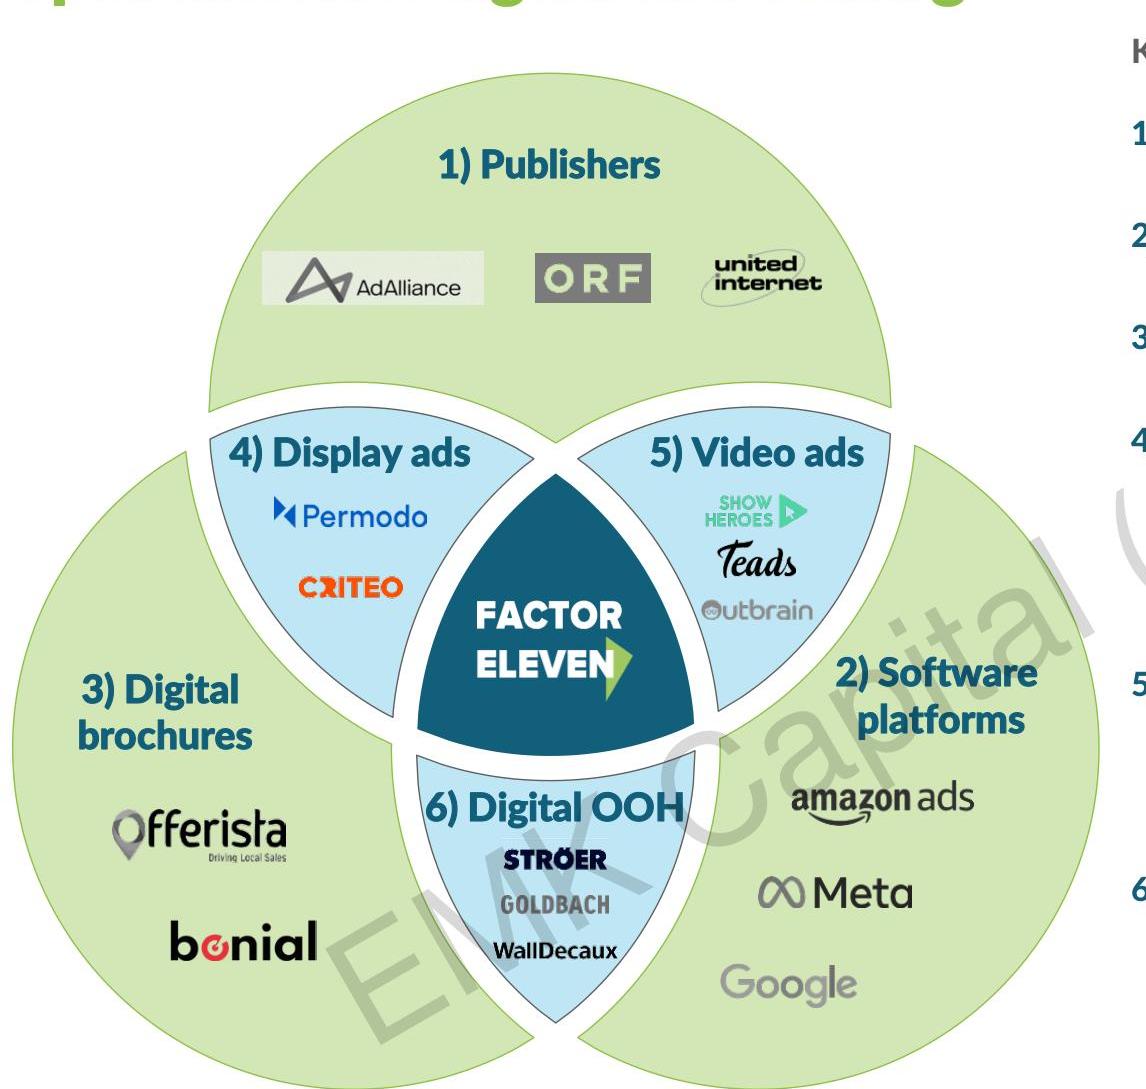 1) Publishers
AdAlliance
ORF
united
internet
4) Display ads
Permodo
CRITEO
5) Video ads
SHOW
HEROES
Teads
Outbrain
FACTOR
ELEVEN
3) Digital
brochures
Offerista
Driving Local Sales
bonial
2) Software
platforms
amazon ads
Meta
Google
6) Digital OOH
STRÖER
GOLDBACH
WallDecaux
EMK Capital
K
1
2
3
4
5
6